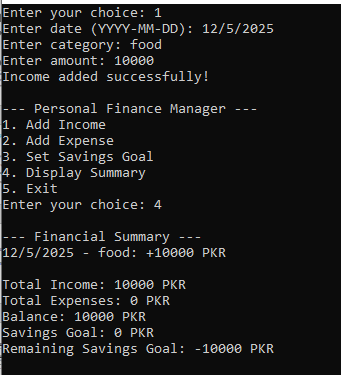 Enter your choice: 1
Enter date (YYYY-MM-DD): 12/5/2025
Enter category: food
Enter amount: 10000
Income added successfully!
--- Personal Finance Manager ---
1. Add Income
2. Add Expense
3. Set Savings Goal
4. Display Summary
5. Exit
Enter your choice: 4
--- Financial Summary ---
12/5/2025 - food: +10000 PKR
Total Income: 10000 PKR
Total Expenses: 0 PKR
Balance: 10000 PKR
Savings Goal: 0 PKR
Remaining Savings Goal: -10000 PKR